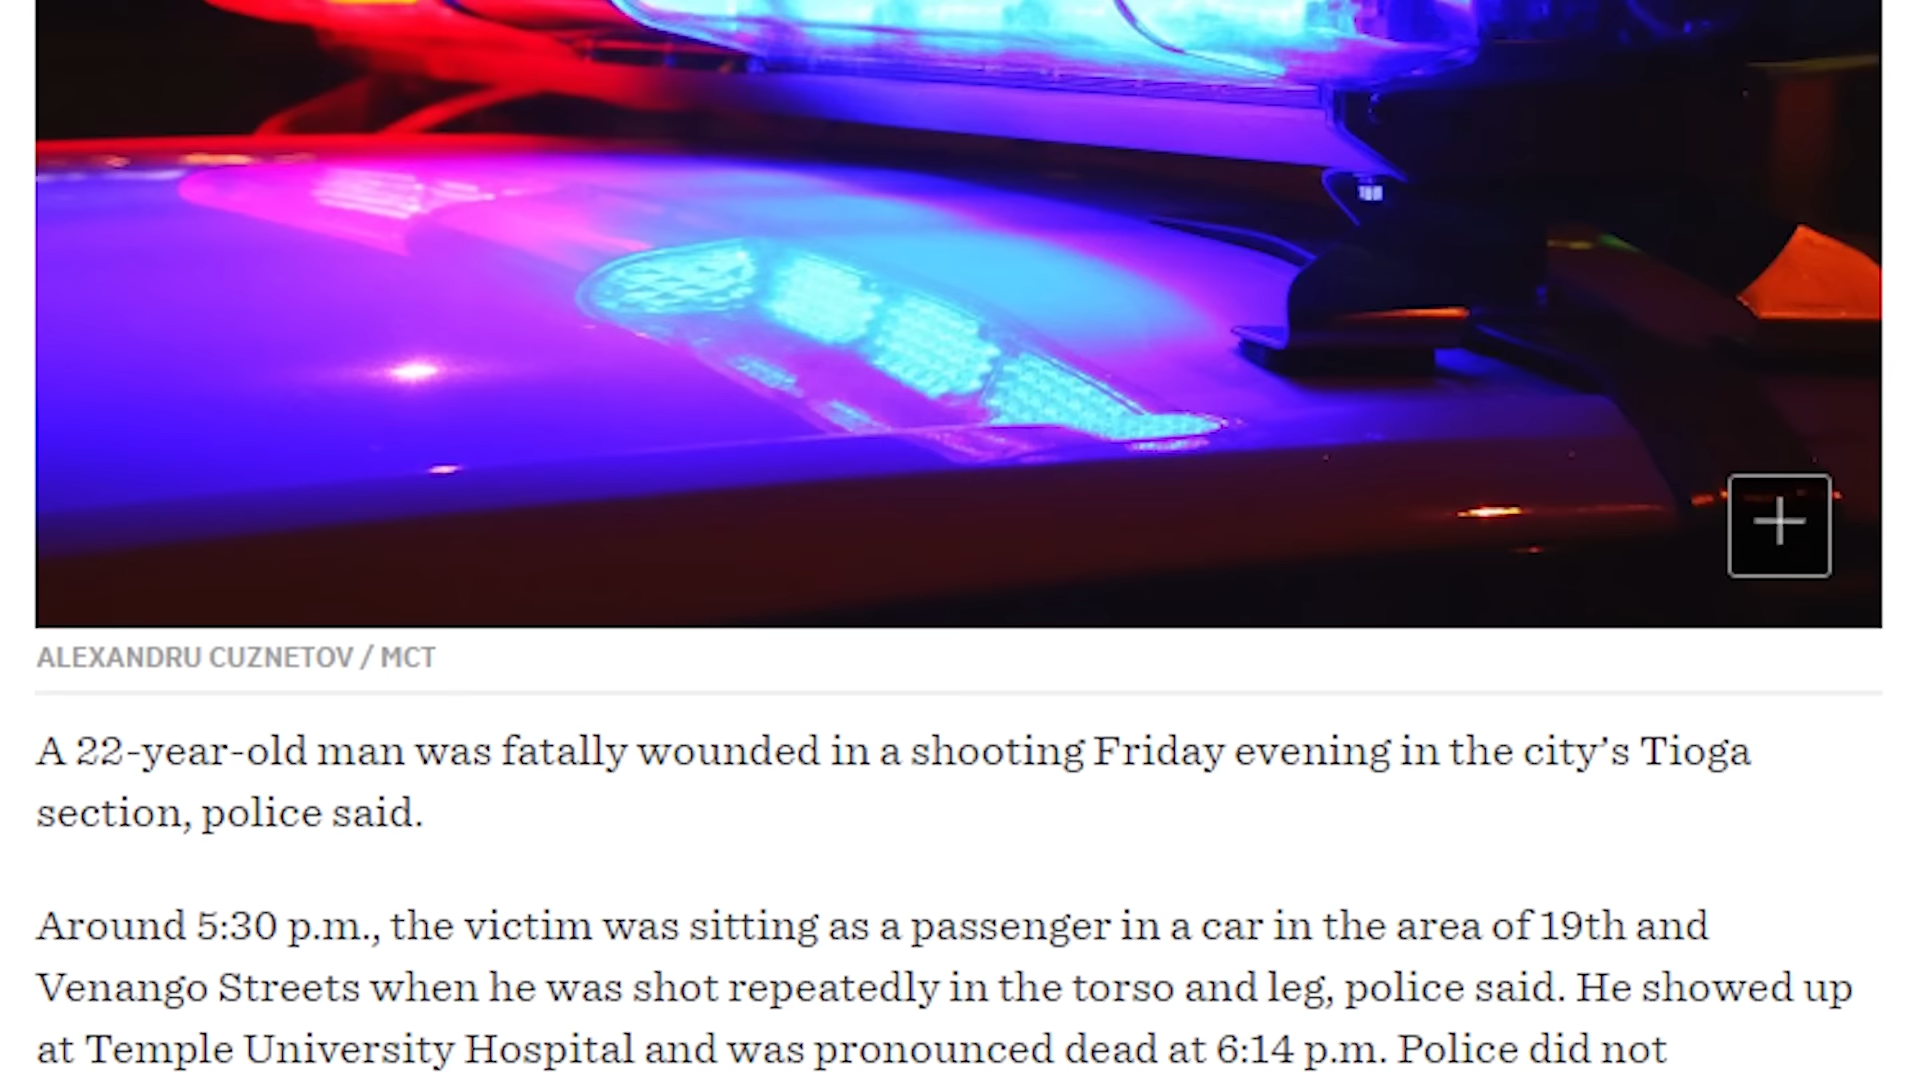 ALEXANDRU CUZNETOV / MCT
A 22-year-old man was fatally wounded in a shooting Friday evening in the city’s Tioga
section, police said.
Around 5:30 p.m., the victim was sitting as a passenger in a car in the area of 19th and
Venango Streets when he was shot repeatedly in the torso and leg, police said. He showed up
at Temple University Hospital and was pronounced dead at 6:14 p.m. Police did not